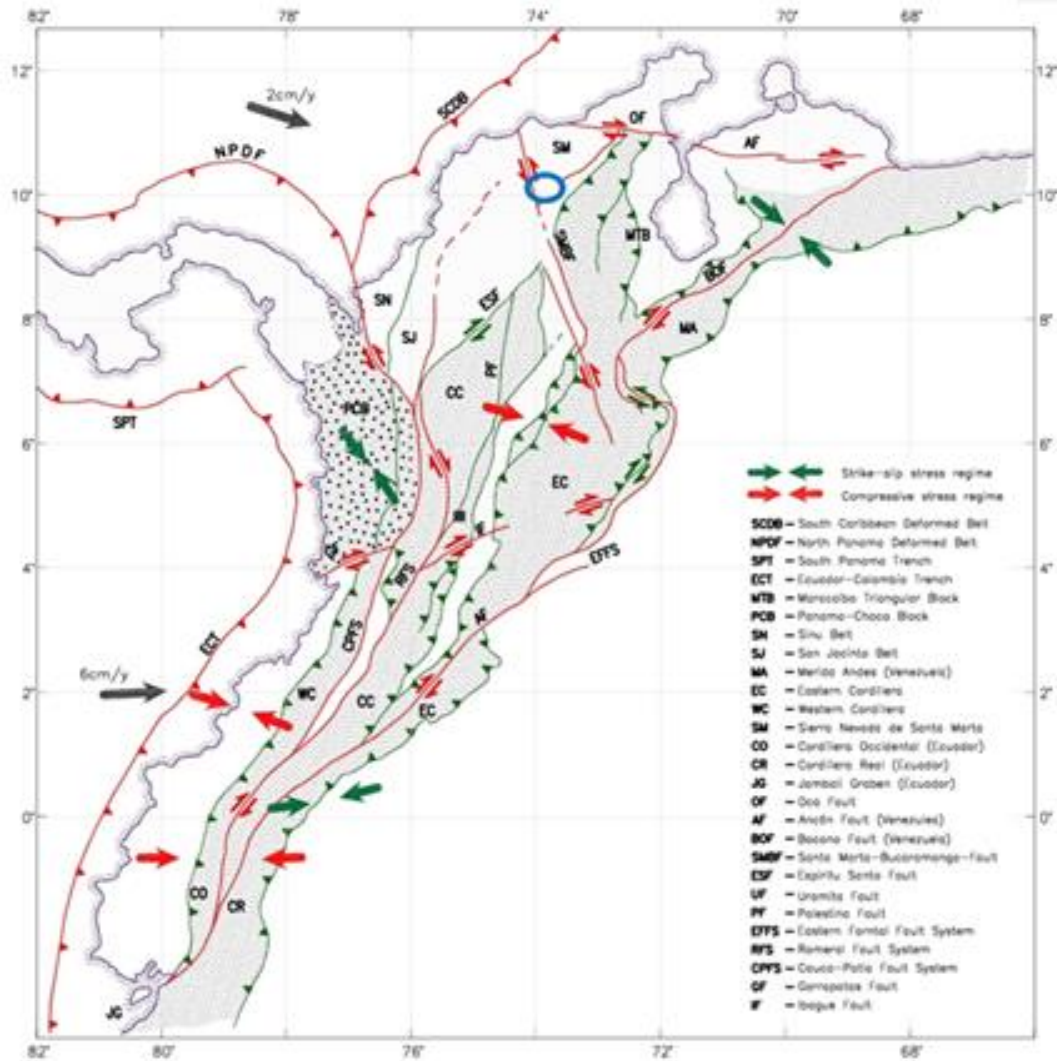 82° 78° 74° 70° 68°
12° 12°
2cm/y
SCDB
OF
NPDF
SM
AF
10° 10°
SMBF
MTB
BOF
SN
ESF
8° 8°
SJ
MA
PF
CC
SPT
PCB
6° 6°
EC
Strike-slip stress regime
Compressive stress regime
SCDB - South Caribbean Deformed Belt
NPDF - North Panama Deformed Belt
SPT - South Panama Trench
ECT - Ecuador-Colombia Trench
MTB - Maracaibo Triangular Block
PCB - Panama-Choco Block
SN - Sinu Belt
SJ - San Jacinto Belt
MA - Merida Andes (Venezuela)
EC - Eastern Cordillera
WC - Western Cordillera
SM - Sierra Nevada de Santa Marta
CO - Cordillera Occidental (Ecuador)
CR - Cordillera Real (Ecuador)
JG - Jambeli Graben (Ecuador)
OF - Oca Fault
AF - Ancón Fault (Venezuela)
BOF - Bocono Fault (Venezuela)
SMBF - Santa Marta-Bucaramanga-Fault
ESF - Espiritu Santo Fault
UF - Uramita Fault
PF - Palestina Fault
EFFS - Eastern Forntal Fault System
RFS - Romeral Fault System
CPFS - Cauca-Patia Fault System
GF - Garrapatas Fault
IF - Ibague Fault
EFFS
4° 4°
RFS
CPFS
ECT
6cm/y
WC
CC
EC
2° 2°
0° 0°
CO
CR
JG
82° 80° 76° 72° 68°